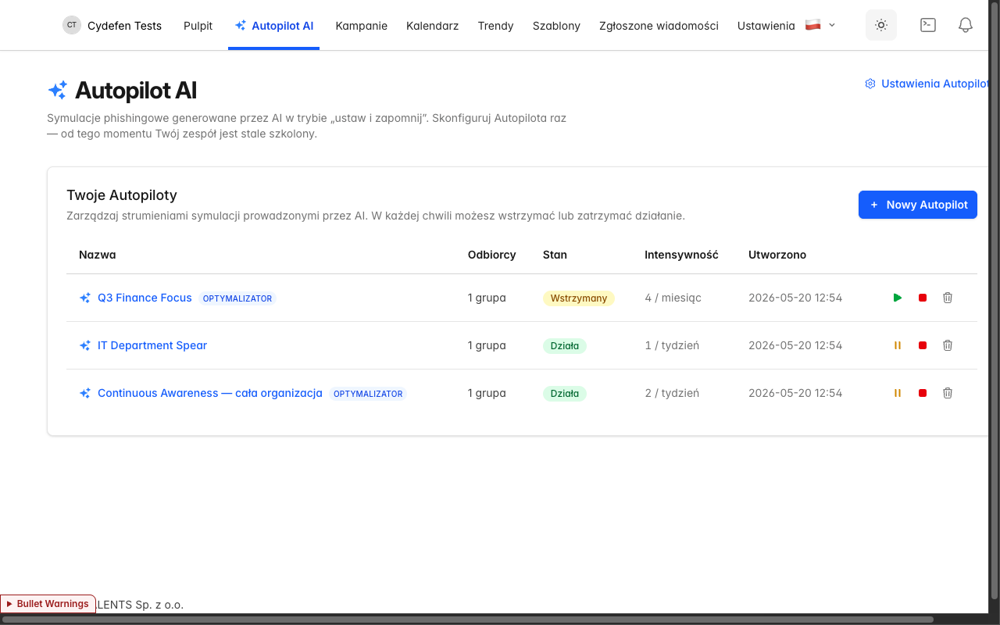 CT Cydefen Tests Pulpit Autopilot AI Kampanie Kalendarz Trendy Szablony Zgłoszone wiadomości Ustawienia
Autopilot AI
Ustawienia Autopilot
Symulacje phishingowe generowane przez AI w trybie „ustaw i zapomnij”. Skonfiguruj Autopilota raz
— od tego momentu Twój zespół jest stale szkolony.
Twoje Autopiloty
Zarządzaj strumieniami symulacji prowadzonymi przez AI. W każdej chwili możesz wstrzymać lub zatrzymać działanie.
+ Nowy Autopilot
Nazwa Odbiorcy Stan Intensywność Utworzono
Q3 Finance Focus OPTYMALIZATOR 1 grupa Wstrzymany 4 / miesiąc 2026-05-20 12:54
IT Department Spear 1 grupa Działa 1 / tydzień 2026-05-20 12:54
Continuous Awareness — cała organizacja OPTYMALIZATOR 1 grupa Działa 2 / tydzień 2026-05-20 12:54
Bullet Warnings
LENTS Sp. z o.o.